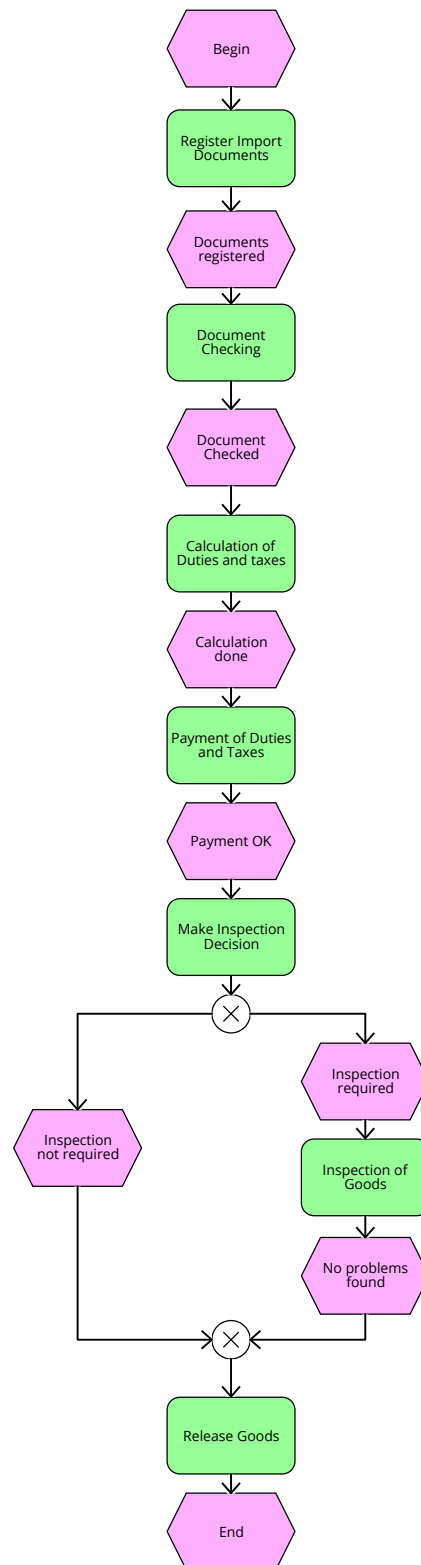 Begin
Register Import
Documents
Documents
registered
Document
Checking
Document
Checked
Calculation of
Duties and taxes
Calculation
done
Payment of Duties
and Taxes
Payment OK
Make Inspection
Decision
Inspection
required
Inspection
not required
Inspection of
Goods
No problems
found
Release Goods
End